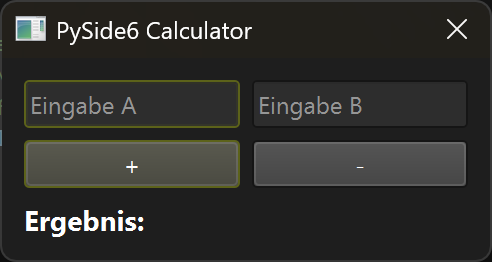 PySide6 Calculator
Eingabe A Eingabe B
+ -
Ergebnis: